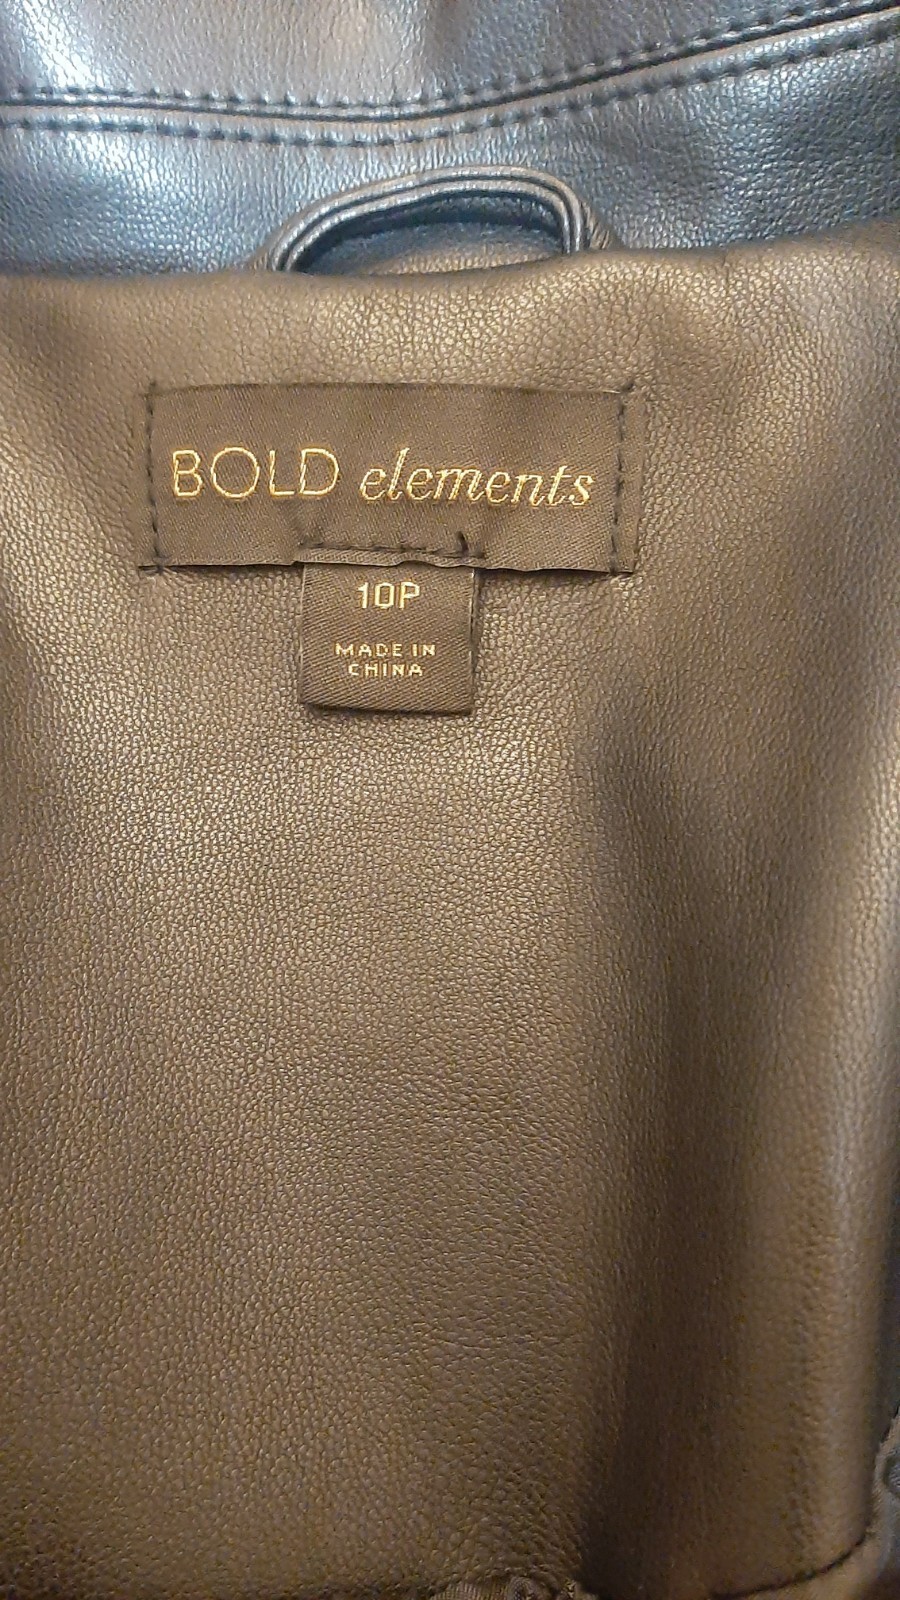 BOLD elements
10P
MADE IN
CHINA